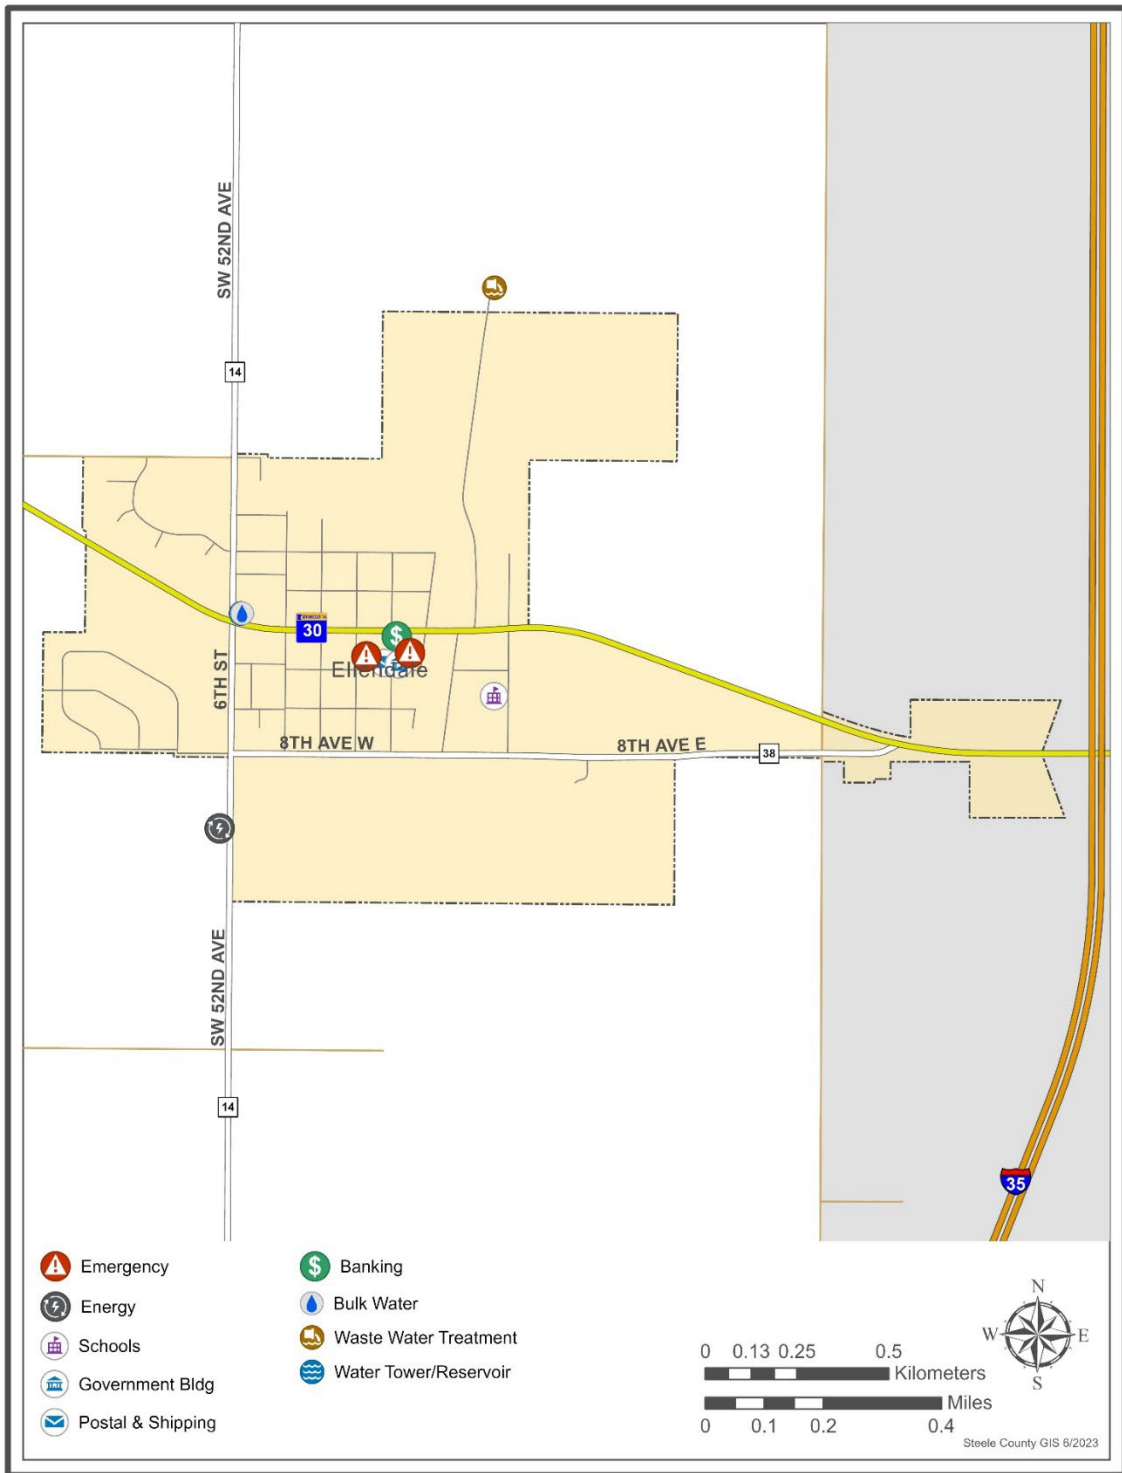 SW 52ND AVE
14
30
Ellendale
6TH ST
8TH AVE W
8TH AVE E
38
SW 52ND AVE
14
35
Emergency
Energy
Schools
Government Bldg
Postal & Shipping
Banking
Bulk Water
Waste Water Treatment
Water Tower/Reservoir
0 0.13 0.25 0.5
Kilometers
Miles
0 0.1 0.2 0.4
N
W E
S
Steele County GIS 6/2023